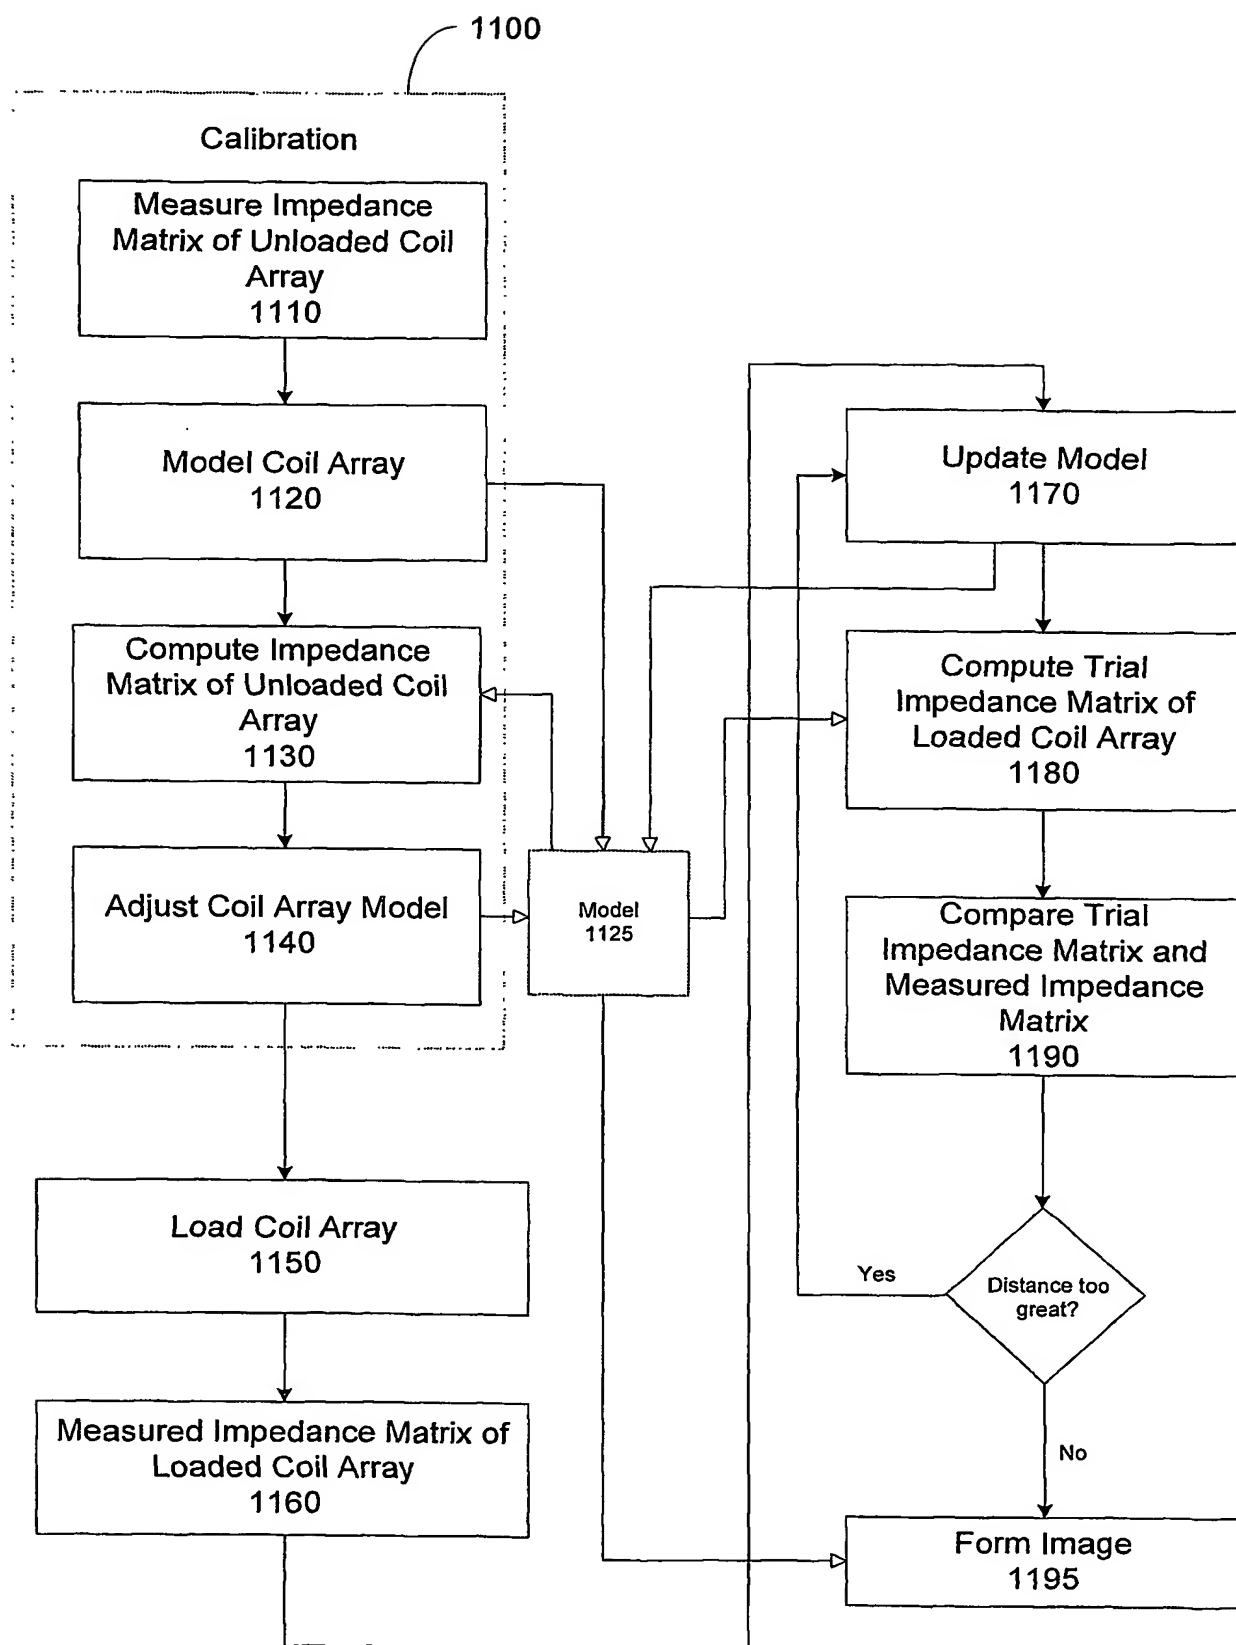 1100
Calibration
Measure Impedance
Matrix of Unloaded Coil
Array
1110
Model Coil Array
1120
Compute Impedance
Matrix of Unloaded Coil
Array
1130
Adjust Coil Array Model
1140
Model
1125
Load Coil Array
1150
Measured Impedance Matrix of
Loaded Coil Array
1160
Update Model
1170
Compute Trial
Impedance Matrix of
Loaded Coil Array
1180
Compare Trial
Impedance Matrix and
Measured Impedance
Matrix
1190
Distance too
great?
Yes
No
Form Image
1195